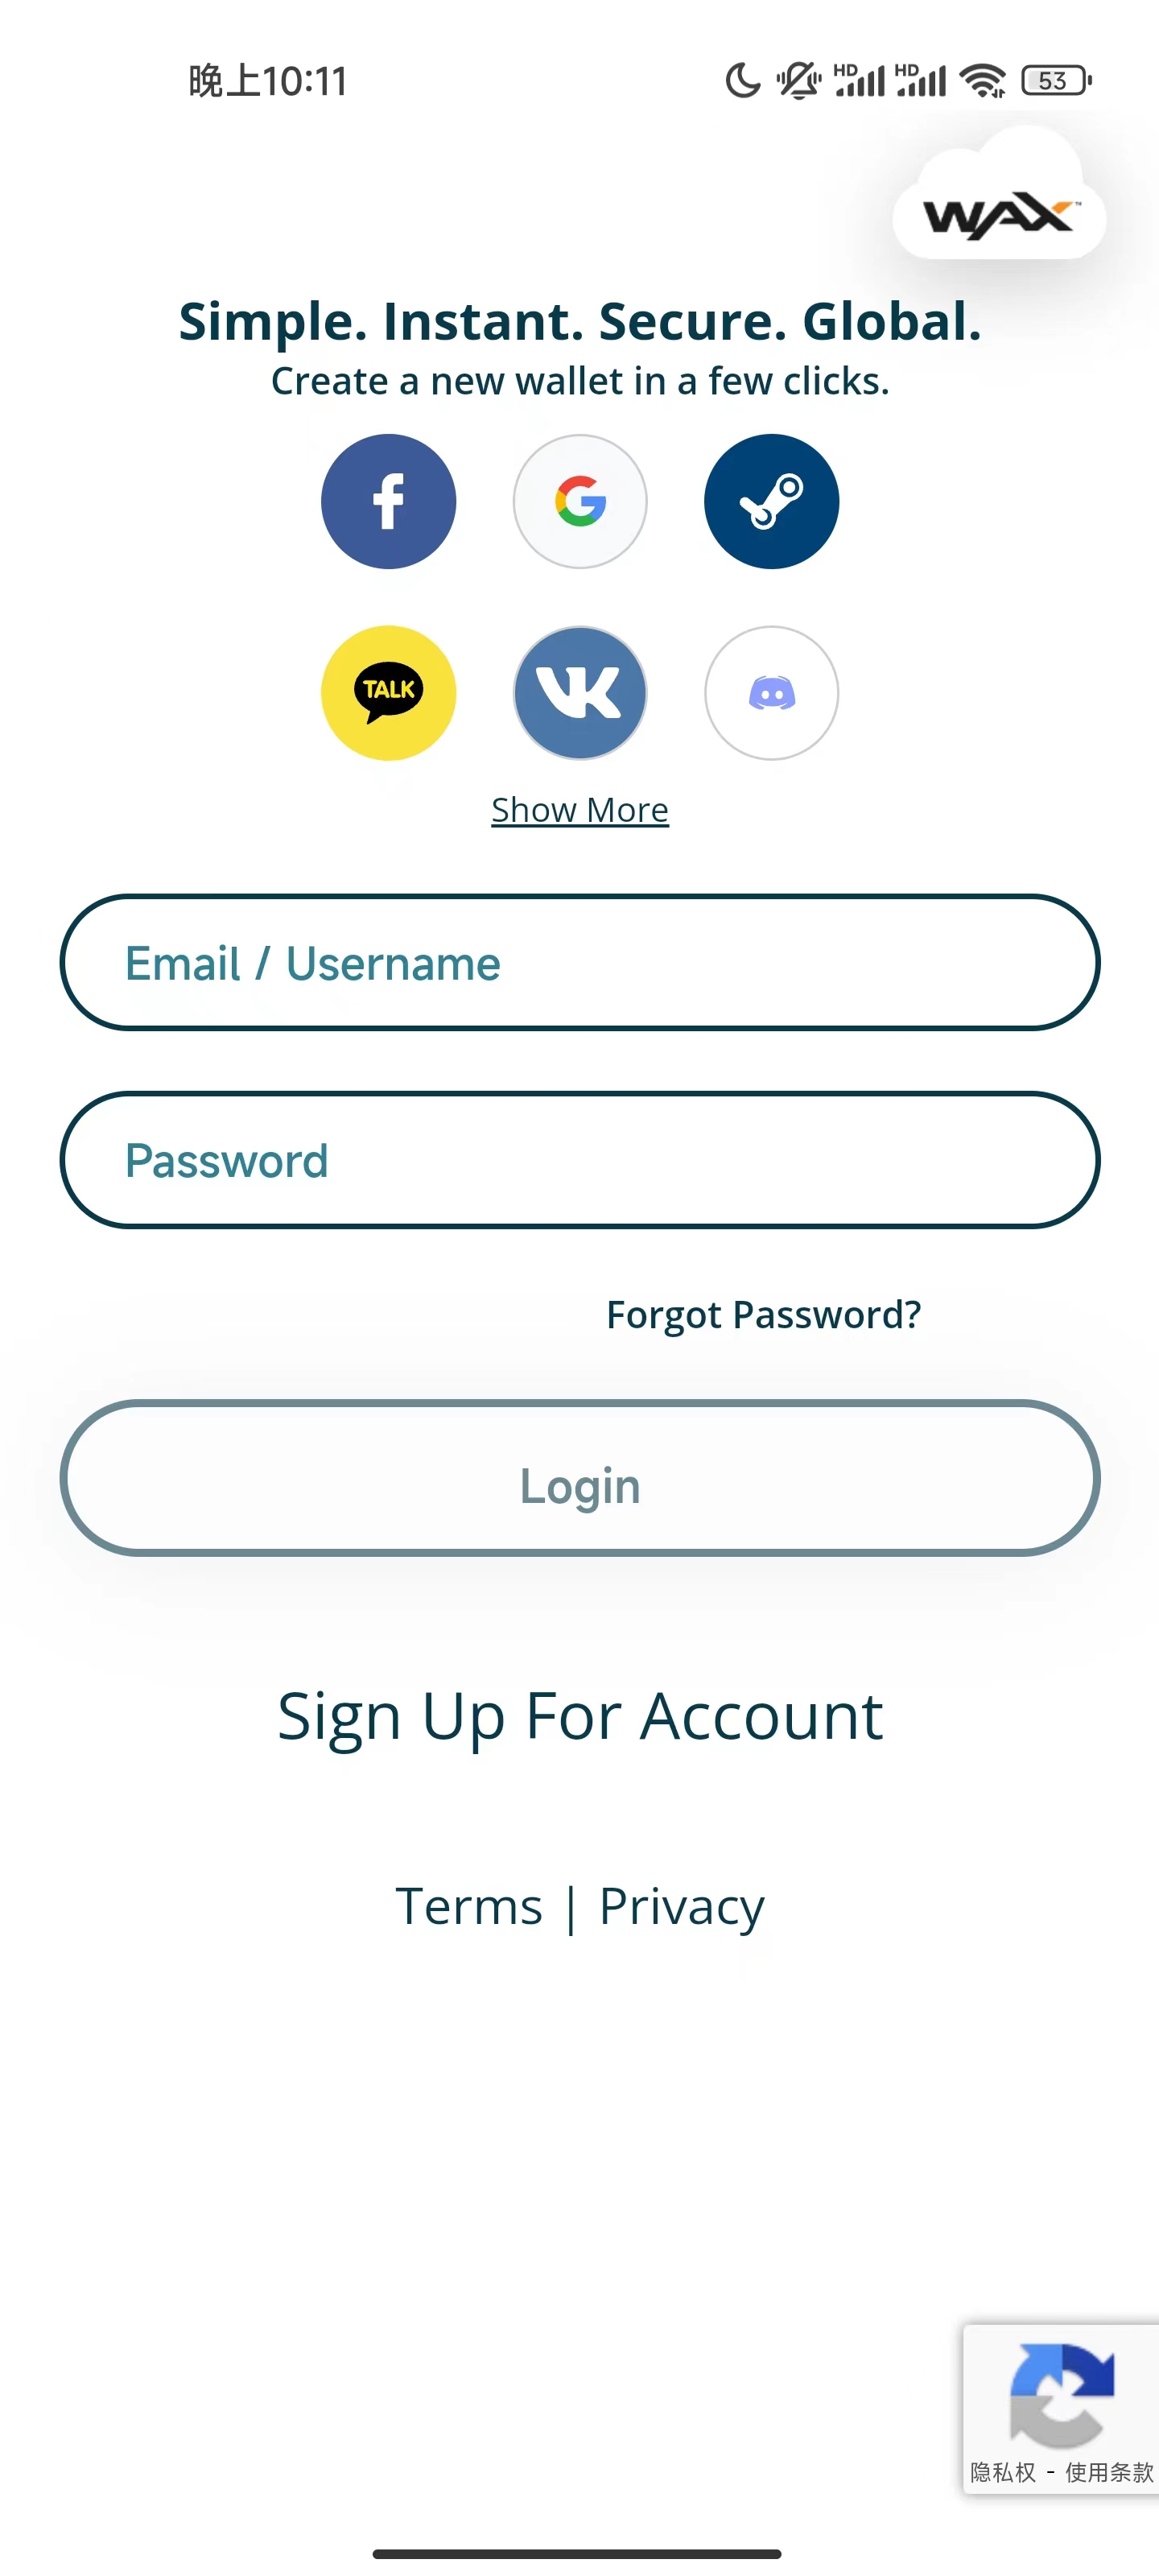 晚上10:11
HD HD 53
WAX™
Simple. Instant. Secure. Global.
Create a new wallet in a few clicks.
f G
TALK VK
Show More
Email / Username
Password
Forgot Password?
Login
Sign Up For Account
Terms | Privacy
隐私权 - 使用条款